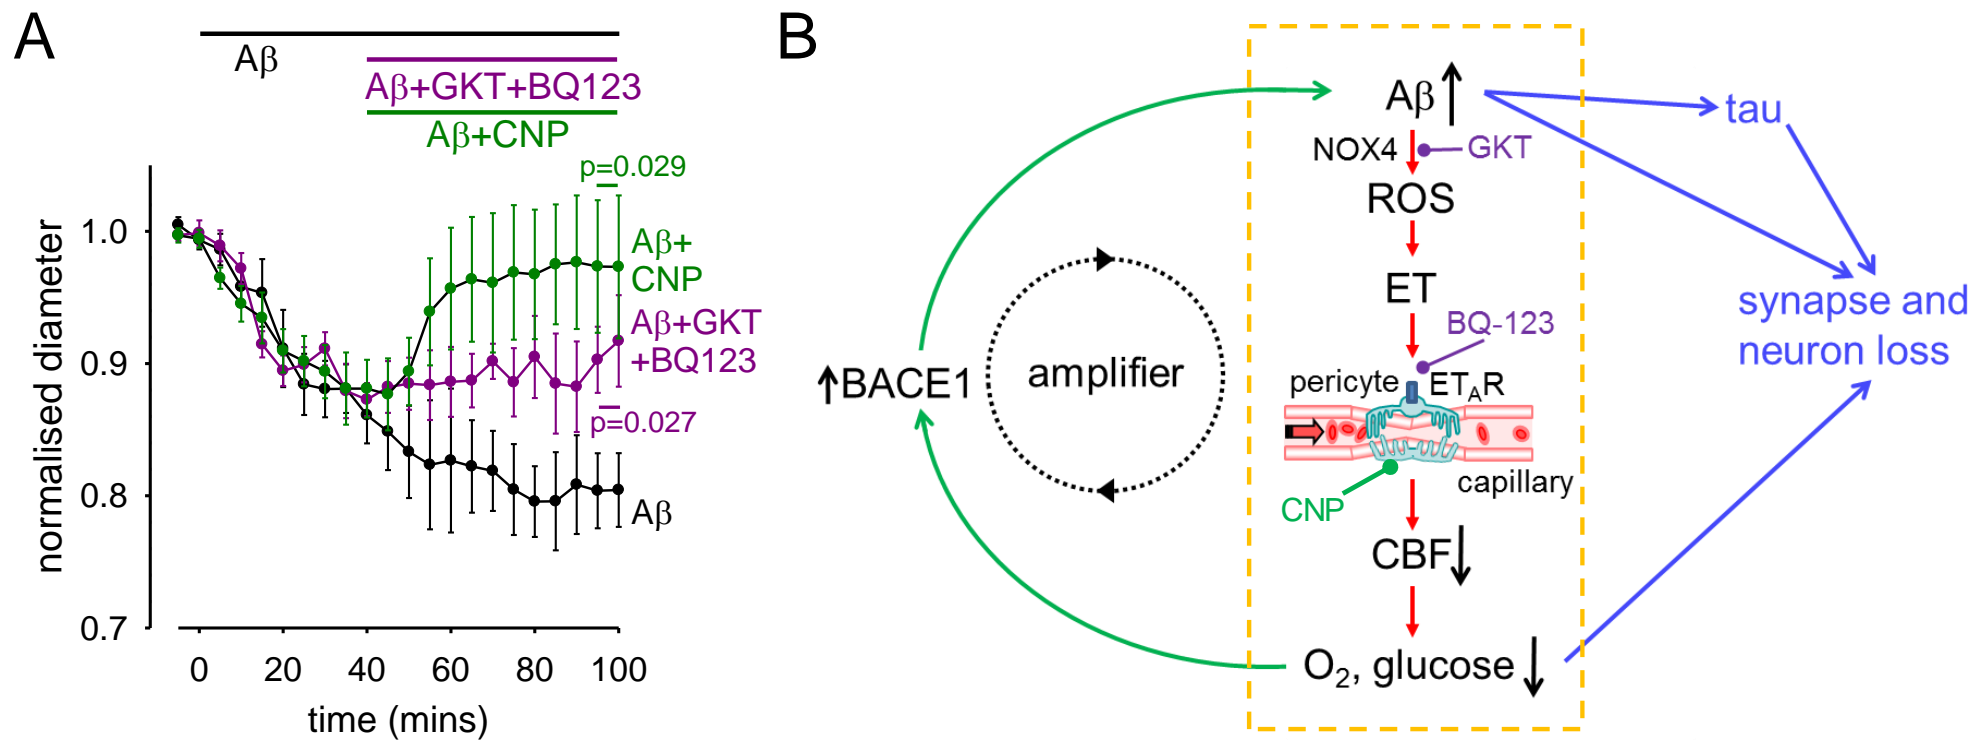 A
Aβ
Aβ+GKT+BQ123
Aβ+CNP
p=0.029
normalised diameter
1.0
0.9
0.8
0.7
Aβ+
CNP
Aβ+GKT
+BQ123
p=0.027
Aβ
0 20 40 60 80 100
time (mins)
B
Aβ
tau
NOX4
GKT
ROS
ET
BQ-123
synapse and
neuron loss
BACE1
amplifier
pericyte
ET_AR
capillary
CNP
CBF
O₂, glucose